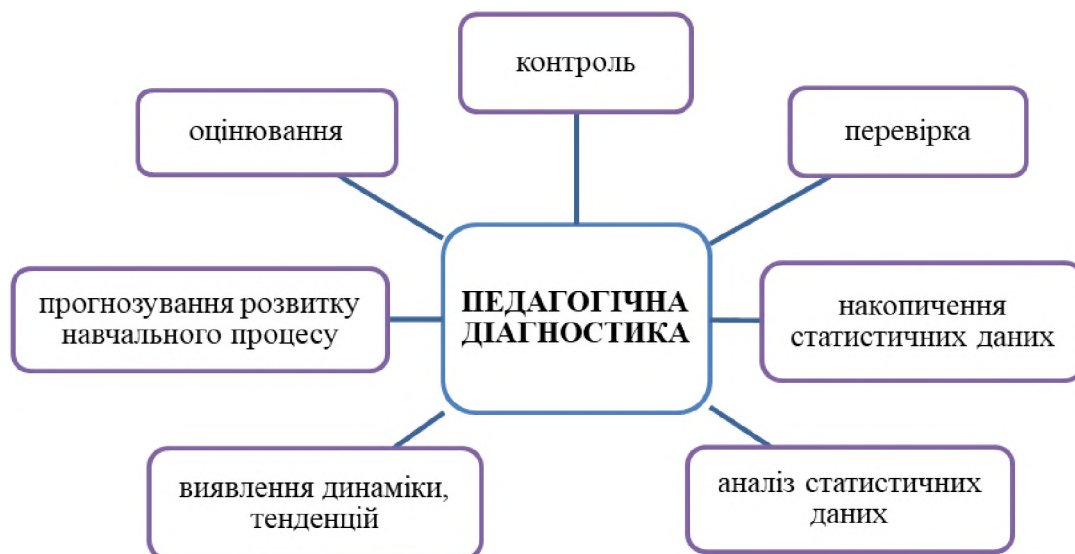 контроль
оцінювання
перевірка
ПЕДАГОГІЧНА
ДІАГНОСТИКА
прогнозування розвитку
навчального процесу
накопичення
статистичних даних
виявлення динаміки,
тенденцій
аналіз статистичних
даних